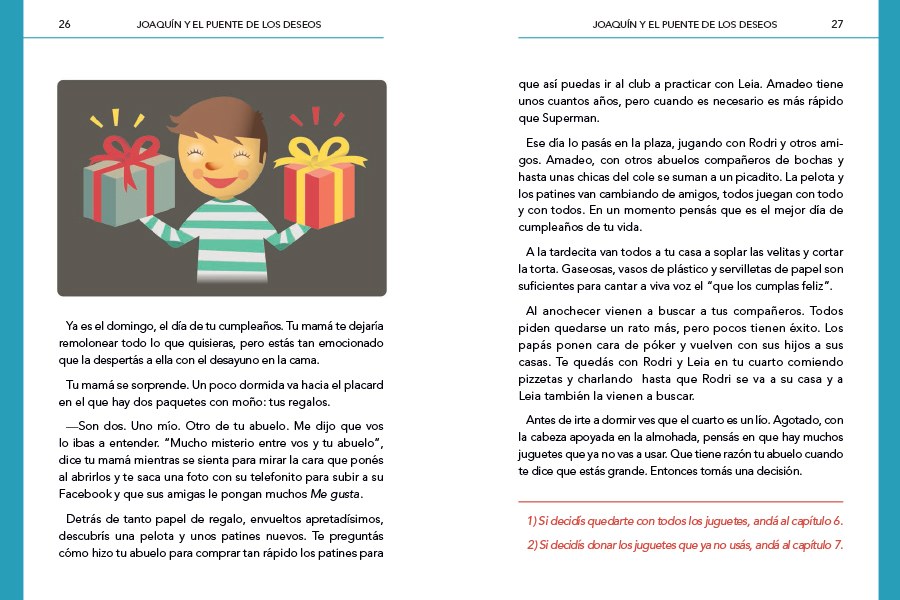 26
JOAQUÍN Y EL PUENTE DE LOS DESEOS
Ya es el domingo, el día de tu cumpleaños. Tu mamá te dejaría
remolonear todo lo que quisieras, pero estás tan emocionado
que la despertás a ella con el desayuno en la cama.
Tu mamá se sorprende. Un poco dormida va hacia el placard
en el que hay dos paquetes con moño: tus regalos.
—Son dos. Uno mío. Otro de tu abuelo. Me dijo que vos
lo ibas a entender. “Mucho misterio entre vos y tu abuelo”,
dice tu mamá mientras se sienta para mirar la cara que ponés
al abrirlos y te saca una foto con su telefonito para subir a su
Facebook y que sus amigas le pongan muchos Me gusta.
Detrás de tanto papel de regalo, envueltos apretadísimos,
descubrís una pelota y unos patines nuevos. Te preguntás
cómo hizo tu abuelo para comprar tan rápido los patines para
JOAQUÍN Y EL PUENTE DE LOS DESEOS
27
que así puedas ir al club a practicar con Leia. Amadeo tiene
unos cuantos años, pero cuando es necesario es más rápido
que Superman.
Ese día lo pasás en la plaza, jugando con Rodri y otros ami-
gos. Amadeo, con otros abuelos compañeros de bochas y
hasta unas chicas del cole se suman a un picadito. La pelota y
los patines van cambiando de amigos, todos juegan con todo
y con todos. En un momento pensás que es el mejor día de
cumpleaños de tu vida.
A la tardecita van todos a tu casa a soplar las velitas y cortar
la torta. Gaseosas, vasos de plástico y servilletas de papel son
suficientes para cantar a viva voz el “que los cumplas feliz”.
Al anochecer vienen a buscar a tus compañeros. Todos
piden quedarse un rato más, pero pocos tienen éxito. Los
papás ponen cara de póker y vuelven con sus hijos a sus
casas. Te quedás con Rodri y Leia en tu cuarto comiendo
pizzetas y charlando hasta que Rodri se va a su casa y a
Leia también la vienen a buscar.
Antes de irte a dormir ves que el cuarto es un lío. Agotado, con
la cabeza apoyada en la almohada, pensás en que hay muchos
juguetes que ya no vas a usar. Que tiene razón tu abuelo cuando
te dice que estás grande. Entonces tomás una decisión.
1) Si decidís quedarte con todos los juguetes, andá al capítulo 6.
2) Si decidís donar los juguetes que ya no usás, andá al capítulo 7.